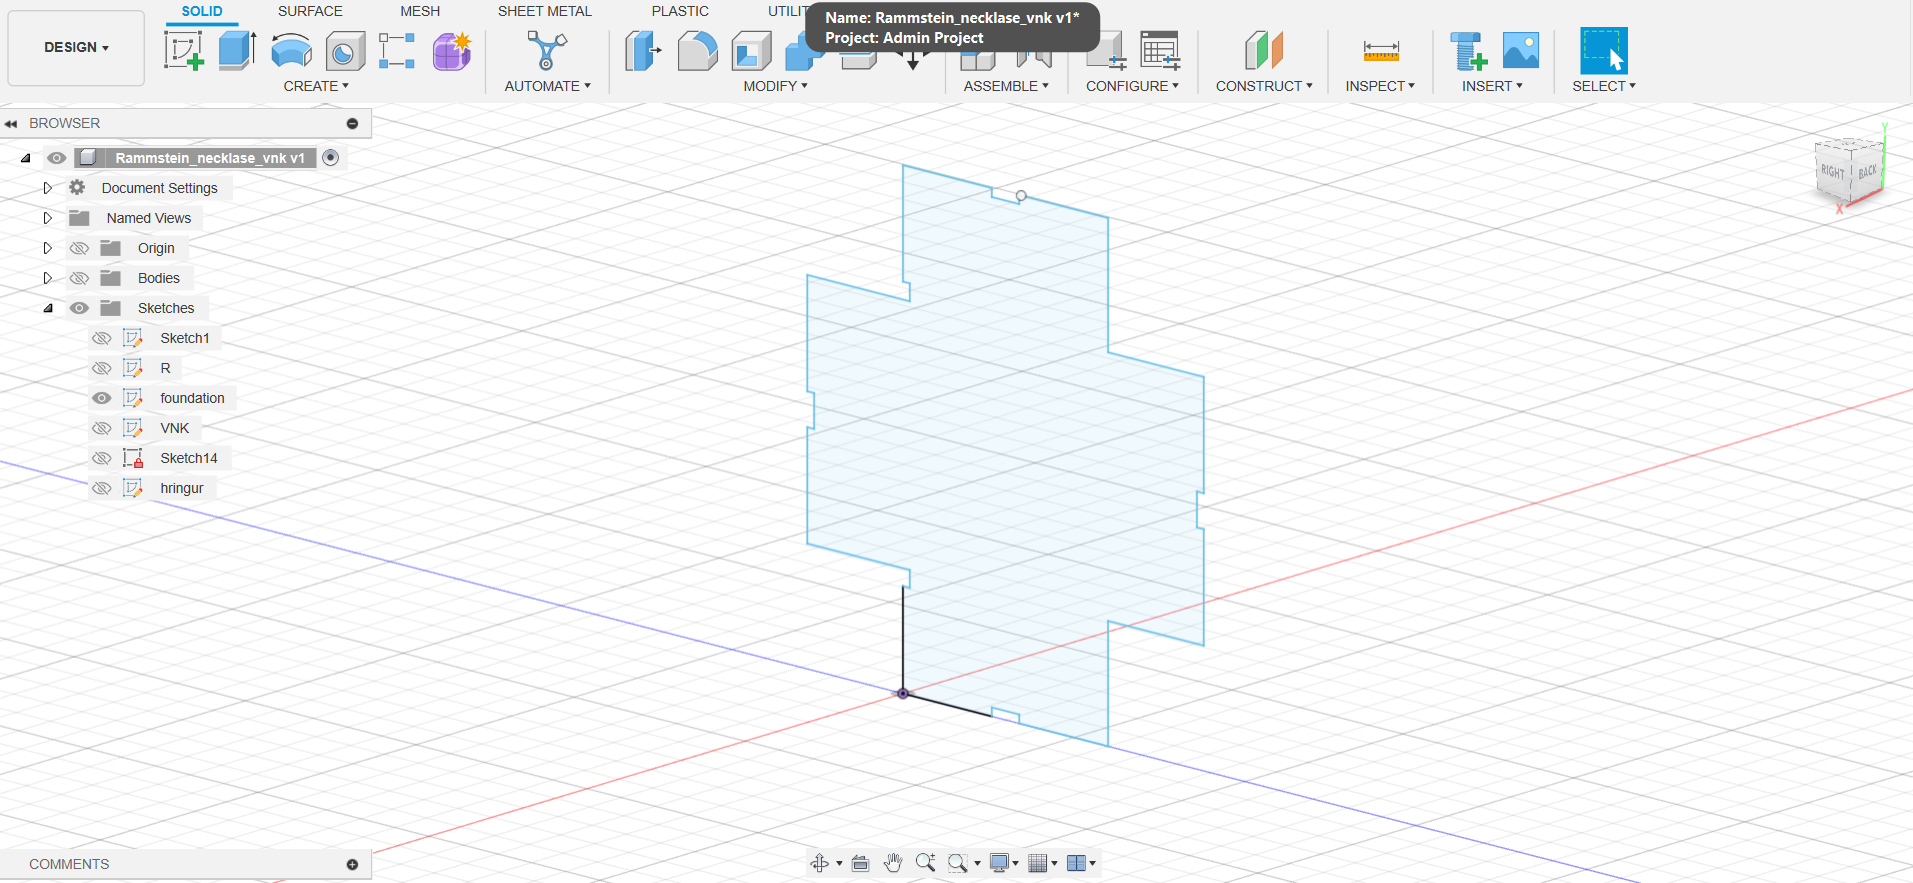 SOLID
SURFACE
MESH
SHEET METAL
PLASTIC
UTILIT
Name: Rammstein_necklase_vnk v1*
Project: Admin Project
DESIGN
CREATE
AUTOMATE
MODIFY
ASSEMBLE
CONFIGURE
CONSTRUCT
INSPECT
INSERT
SELECT
BROWSER
Rammstein_necklase_vnk v1
Document Settings
Named Views
Origin
Bodies
Sketches
Sketch1
R
foundation
VNK
Sketch14
hringur
Y
RIGHT
BACK
X
COMMENTS